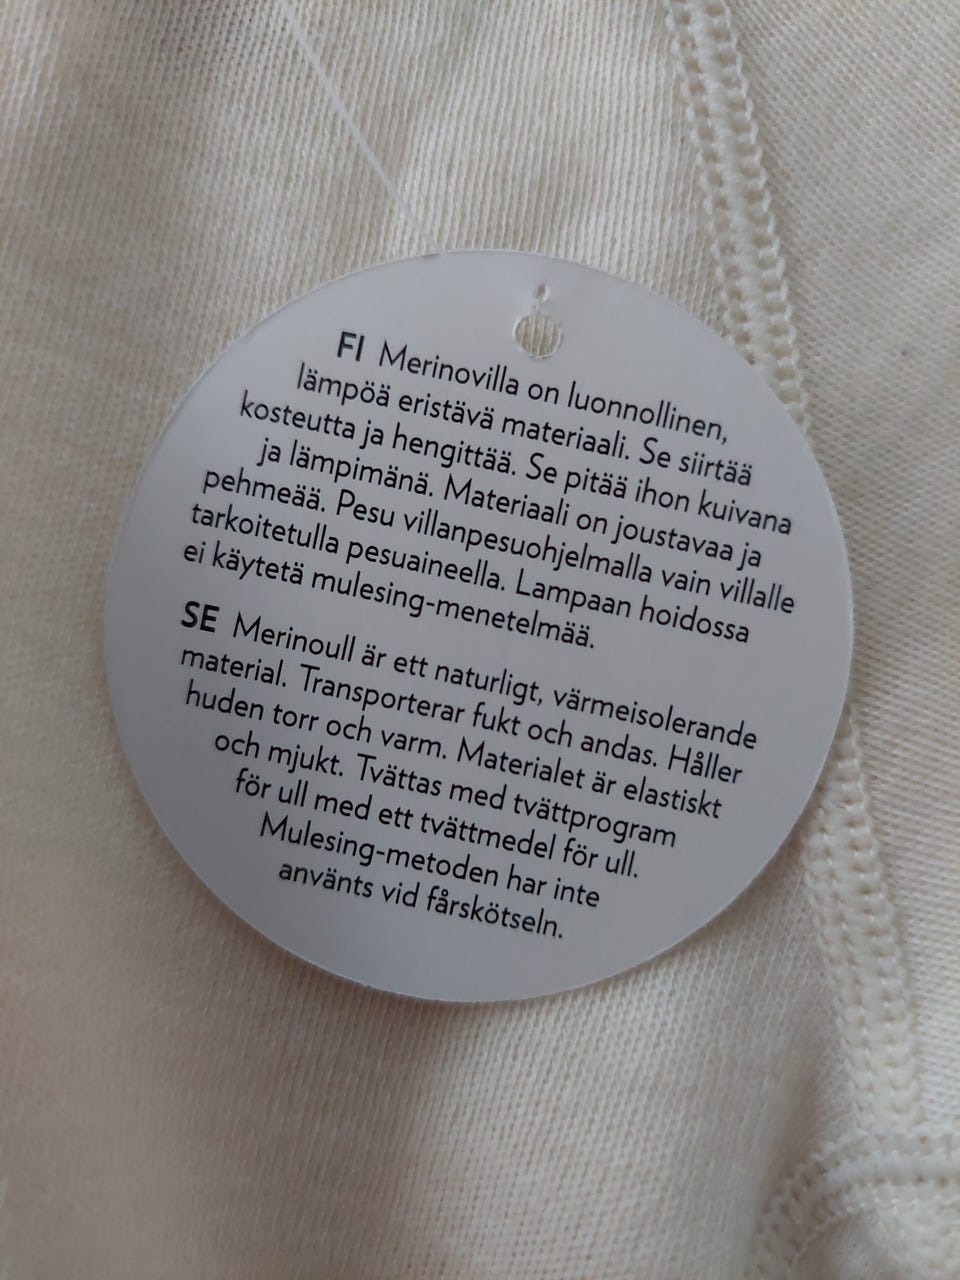 FI Merinovilla on luonnollinen,
lämpöä eristävä materiaali. Se siirtää
kosteutta ja hengittää. Se pitää ihon kuivana
ja lämpimänä. Materiaali on joustavaa ja
pehmeää. Pesu villanpesuohjelmalla vain villalle
tarkoitetulla pesuaineella. Lampaan hoidossa
ei käytetä mulesing-menetelmää.
SE Merinoull är ett naturligt, värmeisolerande
material. Transporterar fukt och andas. Håller
huden torr och varm. Materialet är elastiskt
och mjukt. Tvättas med tvättprogram
för ull med ett tvättmedel för ull.
Mulesing-metoden har inte
använts vid fårskötseln.